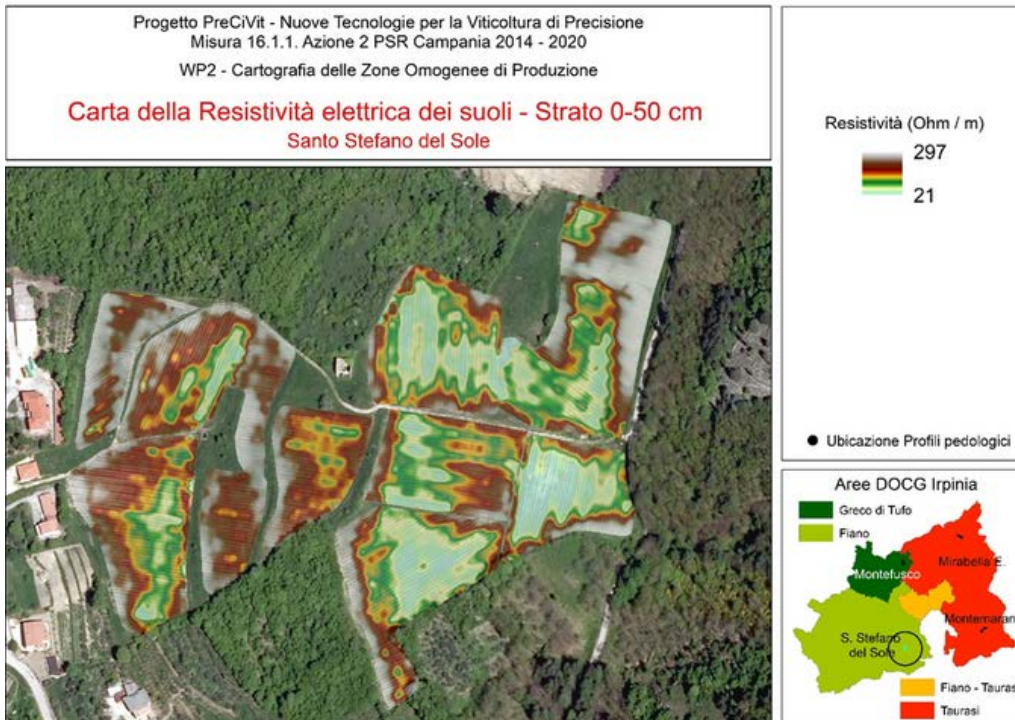 Progetto PreCiVit - Nuove Tecnologie per la Viticoltura di Precisione
Misura 16.1.1. Azione 2 PSR Campania 2014 - 2020
WP2 - Cartografia delle Zone Omogenee di Produzione
Carta della Resistività elettrica dei suoli - Strato 0-50 cm
Santo Stefano del Sole
Resistività (Ohm / m)
297
21
Ubicazione Profili pedologici
Aree DOCG Irpinia
Greco di Tufo
Fiano
Mirabella E.
Montefusco
Montemaran
S. Stefano
del Sole
Fiano - Tauras
Taurasi